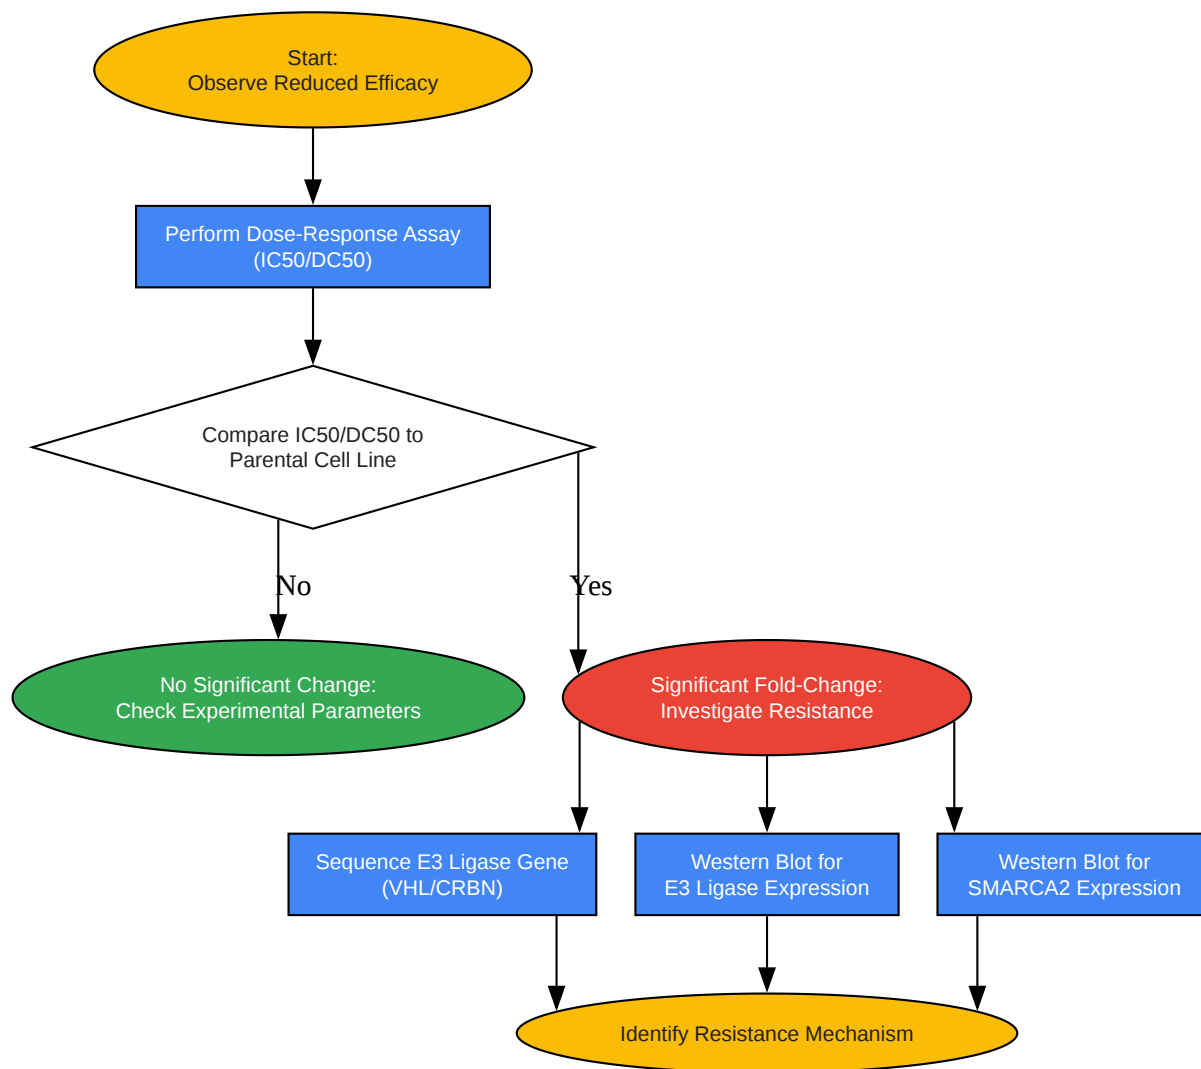 Start:
Observe Reduced Efficacy
Perform Dose-Response Assay
(IC50/DC50)
Compare IC50/DC50 to
Parental Cell Line
No
Yes
No Significant Change:
Check Experimental Parameters
Significant Fold-Change:
Investigate Resistance
Sequence E3 Ligase Gene
(VHL/CRBN)
Western Blot for
E3 Ligase Expression
Western Blot for
SMARCA2 Expression
Identify Resistance Mechanism